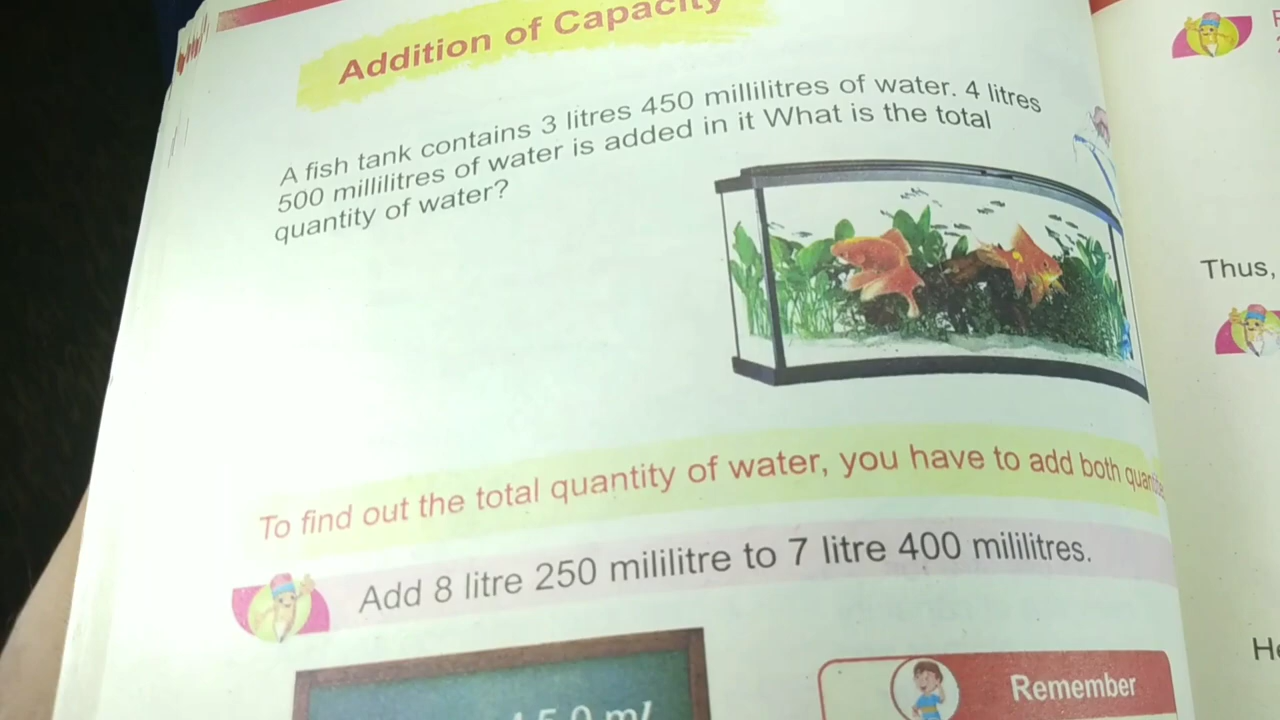 Addition of Capacity
A fish tank contains 3 litres 450 millilitres of water. 4 litres
500 millilitres of water is added in it What is the total
quantity of water?
To find out the total quantity of water, you have to add both
Add 8 litre 250 mililitre to 7 litre 400 mililitres.
Remember
Thus,